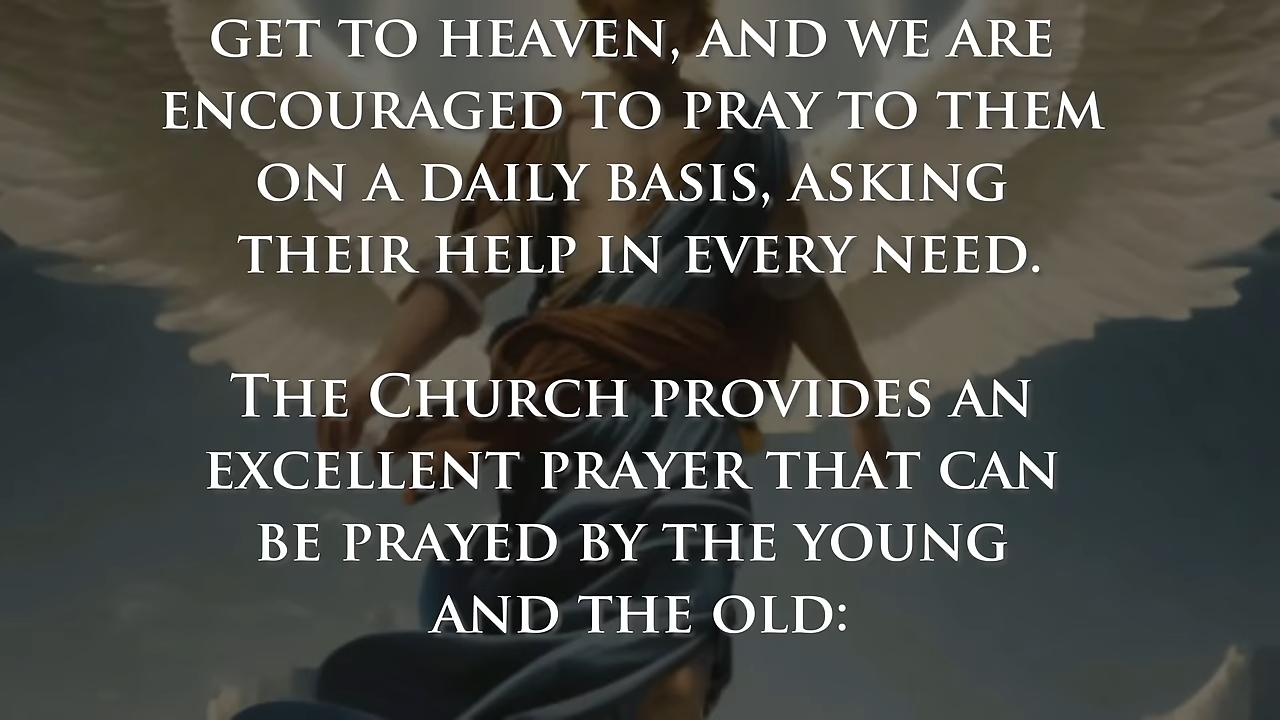 GET TO HEAVEN, AND WE ARE
ENCOURAGED TO PRAY TO THEM
ON A DAILY BASIS, ASKING
THEIR HELP IN EVERY NEED.
THE CHURCH PROVIDES AN
EXCELLENT PRAYER THAT CAN
BE PRAYED BY THE YOUNG
AND THE OLD: